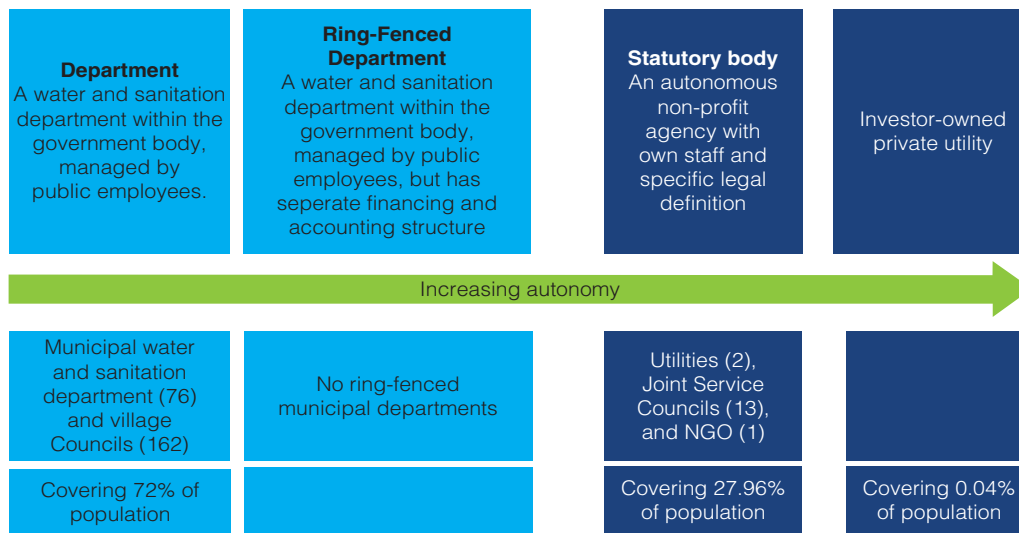 Department
A water and sanitation
department within the
government body,
managed by
public employees.
Ring-Fenced
Department
A water and sanitation
department within the
government body,
managed by public
employees, but has
seperate financing and
accounting structure
Statutory body
An autonomous
non-profit
agency with
own staff and
specific legal
definition
Investor-owned
private utility
Increasing autonomy
Municipal water
and sanitation
department (76)
and village
Councils (162)
No ring-fenced
municipal departments
Utilities (2),
Joint Service
Councils (13),
and NGO (1)
Covering 72% of
population
Covering 27.96%
of population
Covering 0.04%
of population